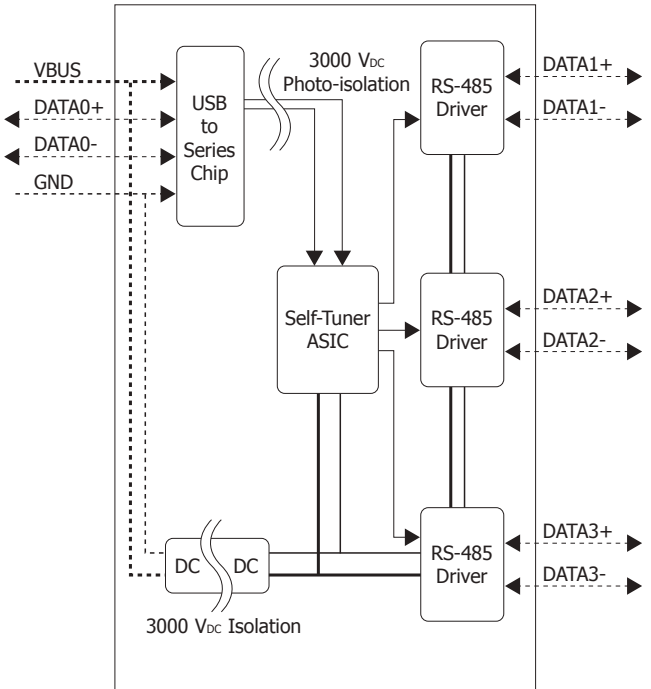 VBUS
DATA0+
DATA0-
GND
USB
to
Series
Chip
3000 VDC
Photo-isolation
RS-485
Driver
DATA1+
DATA1-
Self-Tuner
ASIC
RS-485
Driver
DATA2+
DATA2-
DC
DC
3000 VDC Isolation
RS-485
Driver
DATA3+
DATA3-